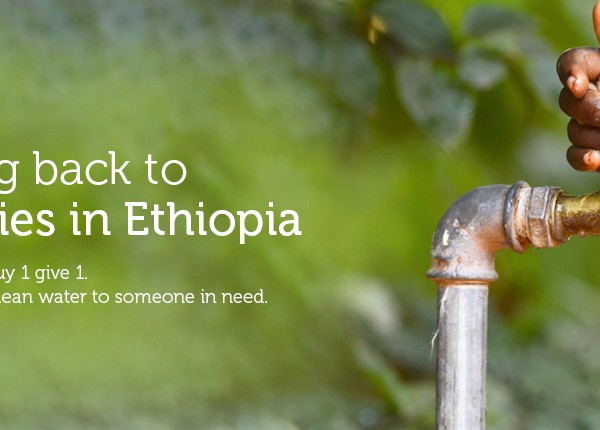 g back to
ies in Ethiopia
uy 1 give 1.
lean water to someone in need.